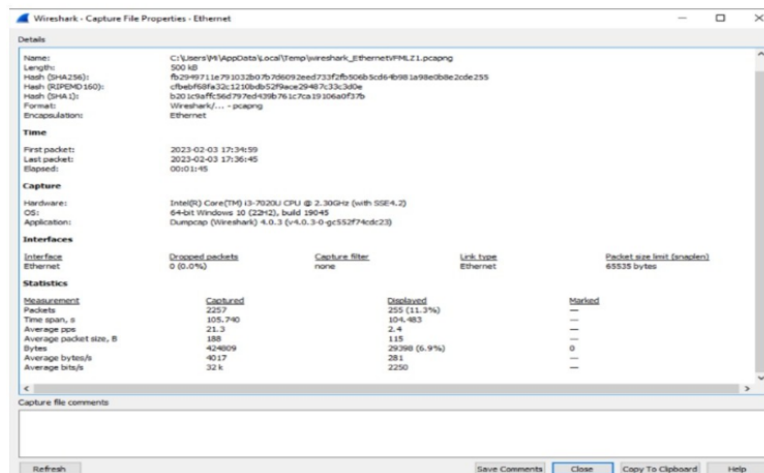 Wireshark - Capture File Properties - Ethernet
Details
Name: C:\Users\Mi\AppData\Local\Temp\wireshark_EthernetVFMLZ1.pcapng
Length: 500 kB
Hash (SHA256):
Hash (RIPEMD160):
Hash (SHA1):
Format: Wireshark/... - pcapng
Encapsulation: Ethernet
Time
First packet: 2023-02-03 17:34:59
Last packet: 2023-02-03 17:36:45
Elapsed: 00:01:45
Capture
Hardware: Intel(R) Core(TM) i3-7020U CPU @ 2.30GHz (with SSE4.2)
OS: 64-bit Windows 10 (22H2), build 19045
Application: Dumpcap (Wireshark) 4.0.3 (v4.0.3-0-gc552f74cdc23)
Interfaces
Interface Dropped packets Capture filter Link type Packet size limit (snaplen)
Ethernet 0 (0.0%) none Ethernet 65535 bytes
Statistics
Measurement Captured Displayed Marked
Packets 2257 255 (11.3%) —
Time span, s 105.740 104.483 —
Average pps 21.3 2.4 —
Average packet size, B 188 115 —
Bytes 424809 29398 (6.9%) 0
Average bytes/s 4017 281 —
Average bits/s 32 k 2250 —
Capture file comments
Refresh Save Comments Close Copy To Clipboard Help